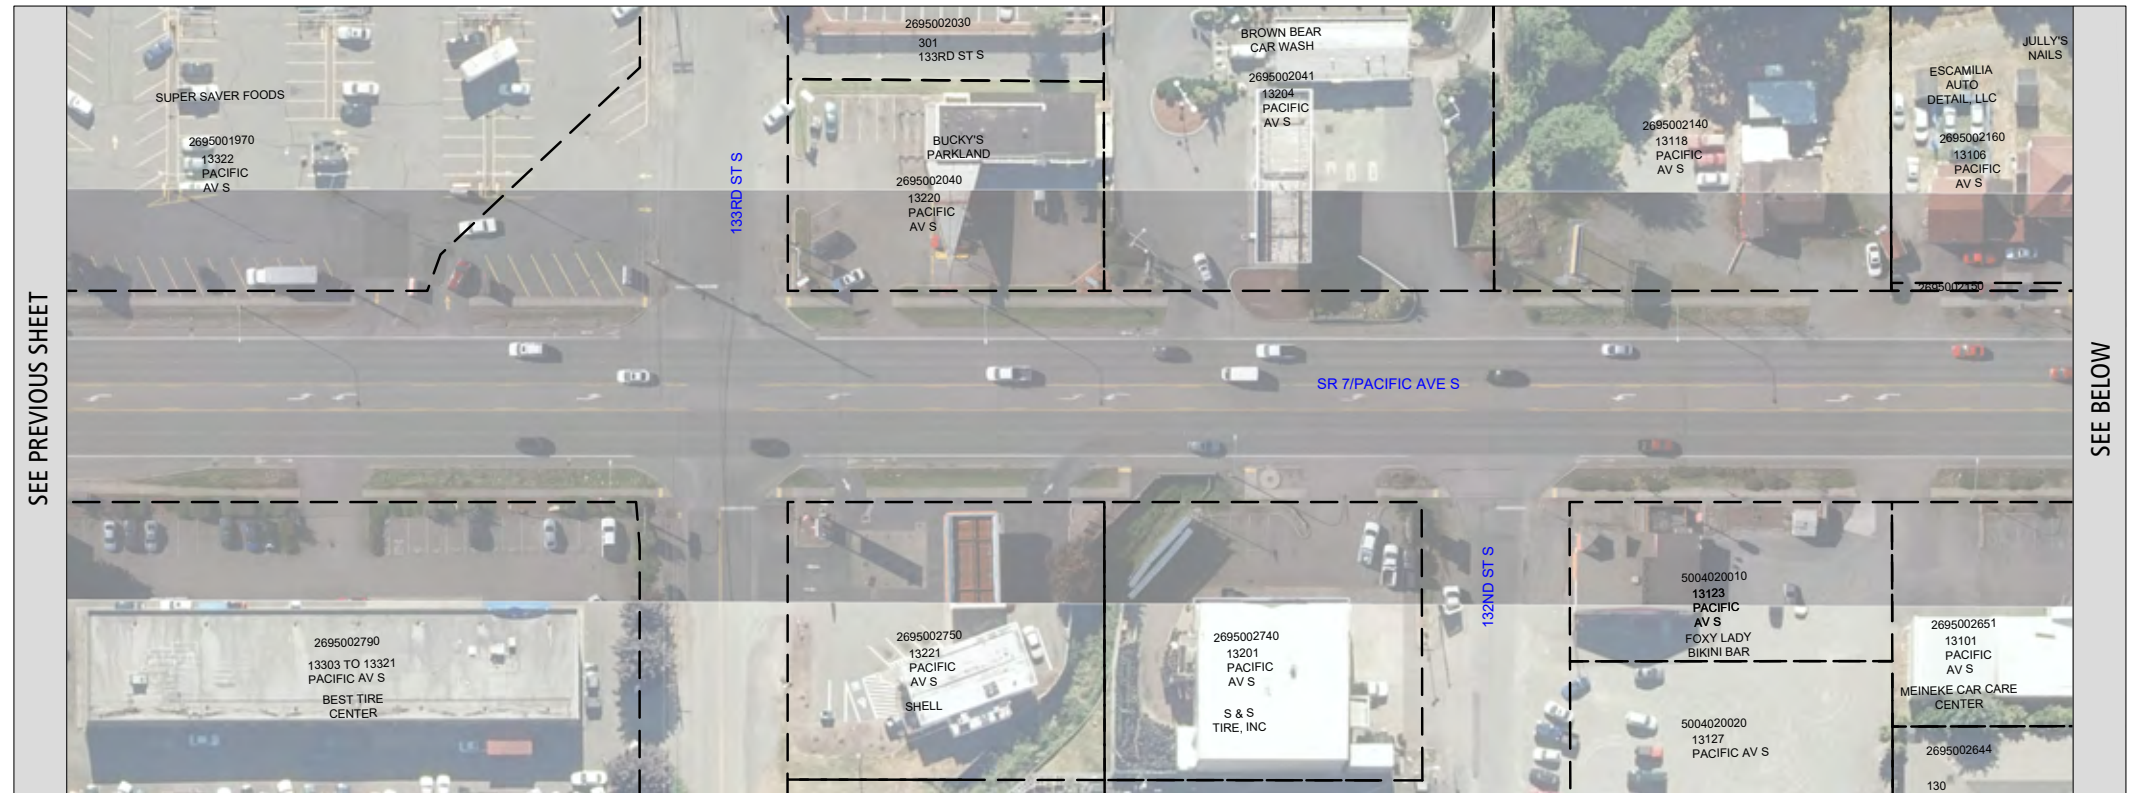 SEE PREVIOUS SHEET
SUPER SAVER FOODS
2695001970
13322
PACIFIC
AV S
133RD ST S
2695002030
301
133RD ST S
BUCKY'S
PARKLAND
2695002040
13220
PACIFIC
AV S
BROWN BEAR
CAR WASH
2695002041
13204
PACIFIC
AV S
2695002140
13118
PACIFIC
AV S
JULLY'S
NAILS
ESCAMILIA
AUTO
DETAIL, LLC
2695002160
13106
PACIFIC
AV S
2695002150
SR 7/PACIFIC AVE S
SEE BELOW
2695002790
13303 TO 13321
PACIFIC AV S
BEST TIRE
CENTER
2695002750
13221
PACIFIC
AV S
SHELL
2695002740
13201
PACIFIC
AV S
S & S
TIRE, INC
132ND ST S
5004020010
13123
PACIFIC
AV S
FOXY LADY
BIKINI BAR
5004020020
13127
PACIFIC AV S
2695002651
13101
PACIFIC
AV S
MEINEKE CAR CARE
CENTER
2695002644
130